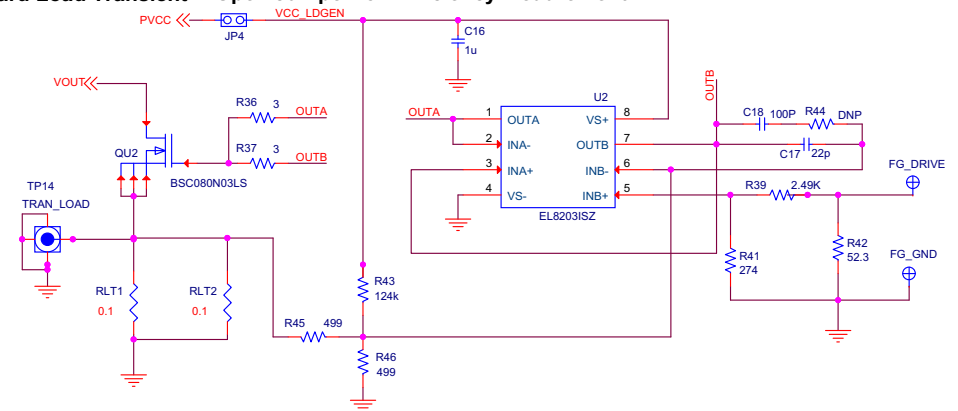 PVCC
VCC_LDGEN
JP4
C16
1u
VOUT
R36 3 OUTA
R37 3 OUTB
QU2
BSC080N03LS
TP14
TRAN_LOAD
RLT1
0.1
RLT2
0.1
R45 499
R43
124k
R46
499
OUTA
U2
1 OUTA VS+ 8
2 INA- OUTB 7
3 INA+ INB- 6
4 VS- INB+ 5
EL8203ISZ
OUTB
C18 100P R44 DNP
C17 22p
R39 2.49K
FG_DRIVE
R41
274
R42
52.3
FG_GND